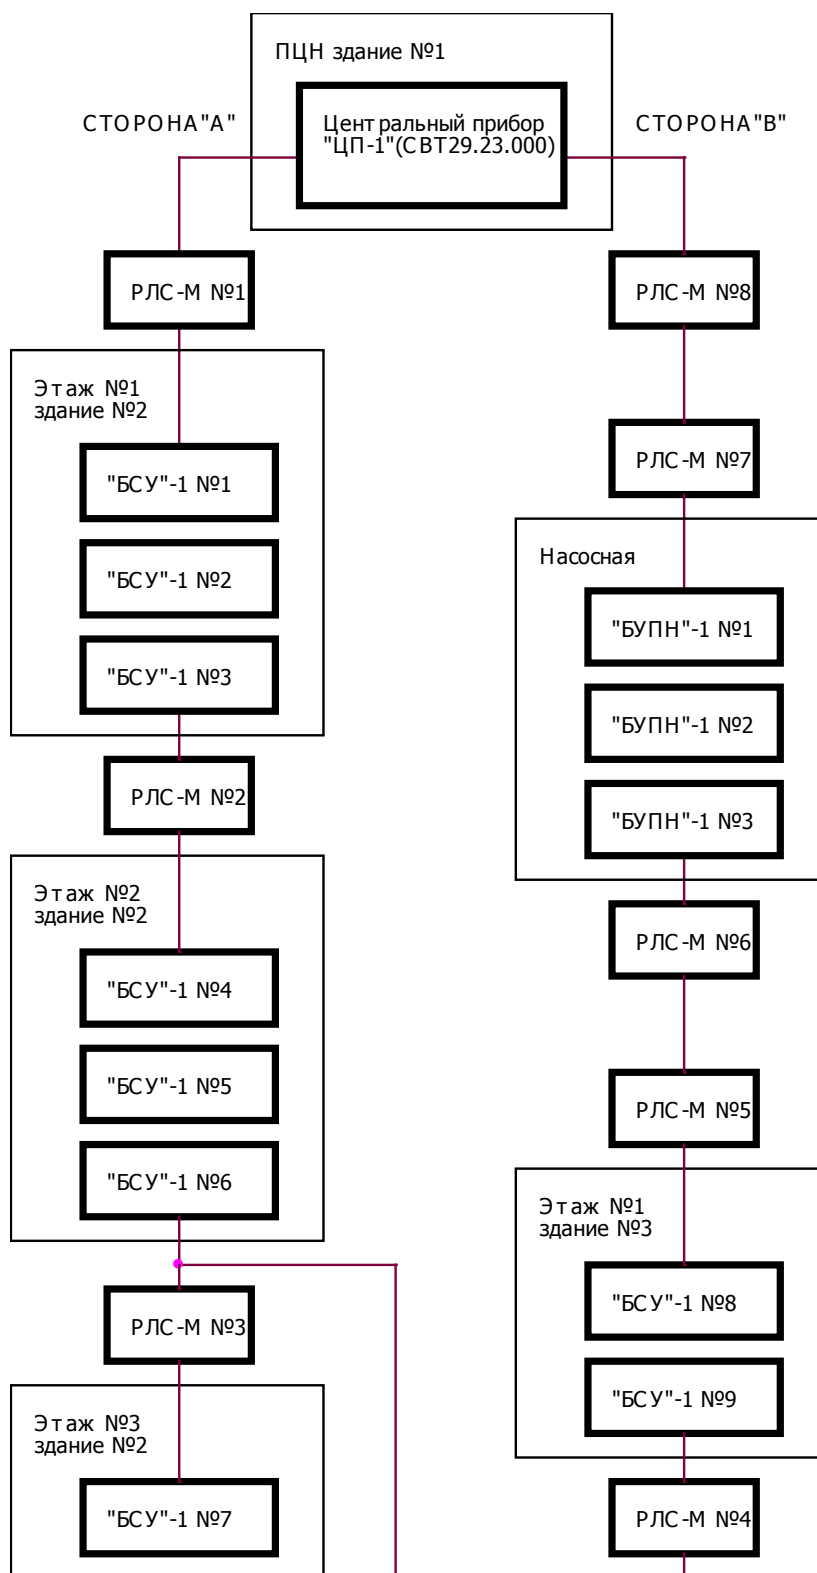 ПЦН здание №1
СТОРОНА"А"
Центральный прибор
"ЦП-1"(СВТ29.23.000)
СТОРОНА"В"
РЛС-М №1
РЛС-М №8
Этаж №1
здание №2
"БСУ"-1 №1
"БСУ"-1 №2
"БСУ"-1 №3
РЛС-М №7
Насосная
"БУПН"-1 №1
"БУПН"-1 №2
"БУПН"-1 №3
РЛС-М №2
Этаж №2
здание №2
"БСУ"-1 №4
"БСУ"-1 №5
"БСУ"-1 №6
РЛС-М №6
РЛС-М №5
Этаж №1
здание №3
"БСУ"-1 №8
"БСУ"-1 №9
РЛС-М №3
Этаж №3
здание №2
"БСУ"-1 №7
РЛС-М №4